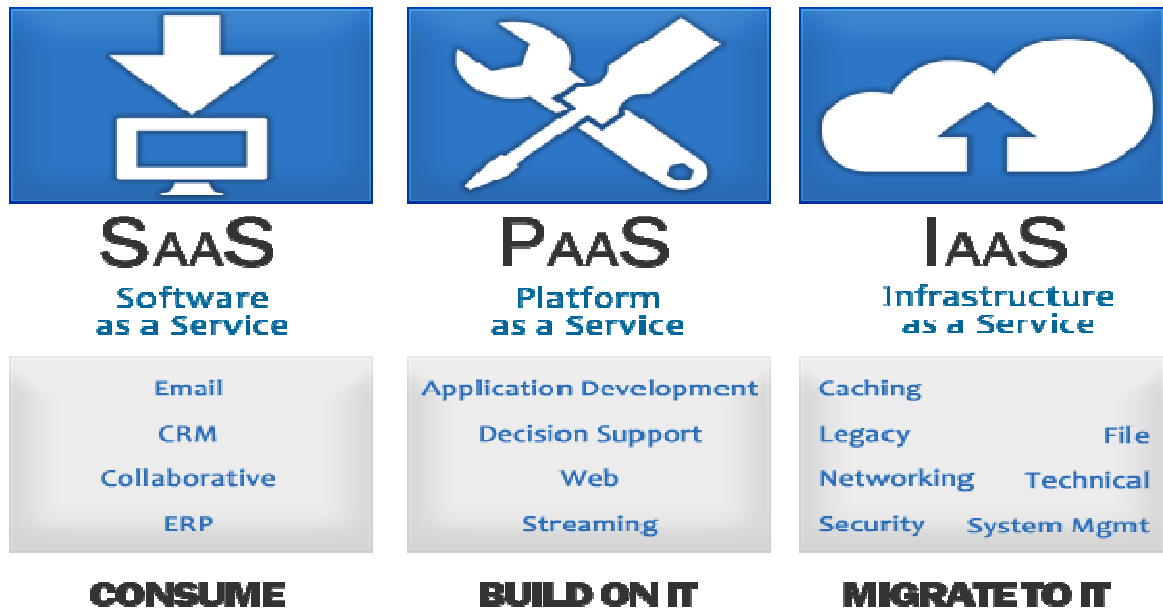 SaaS
Software
as a Service
Email
CRM
Collaborative
ERP
CONSUME
PaaS
Platform
as a Service
Application Development
Decision Support
Web
Streaming
BUILD ON IT
IaaS
Infrastructure
as a Service
Caching
Legacy File
Networking Technical
Security System Mgmt
MIGRATE TO IT